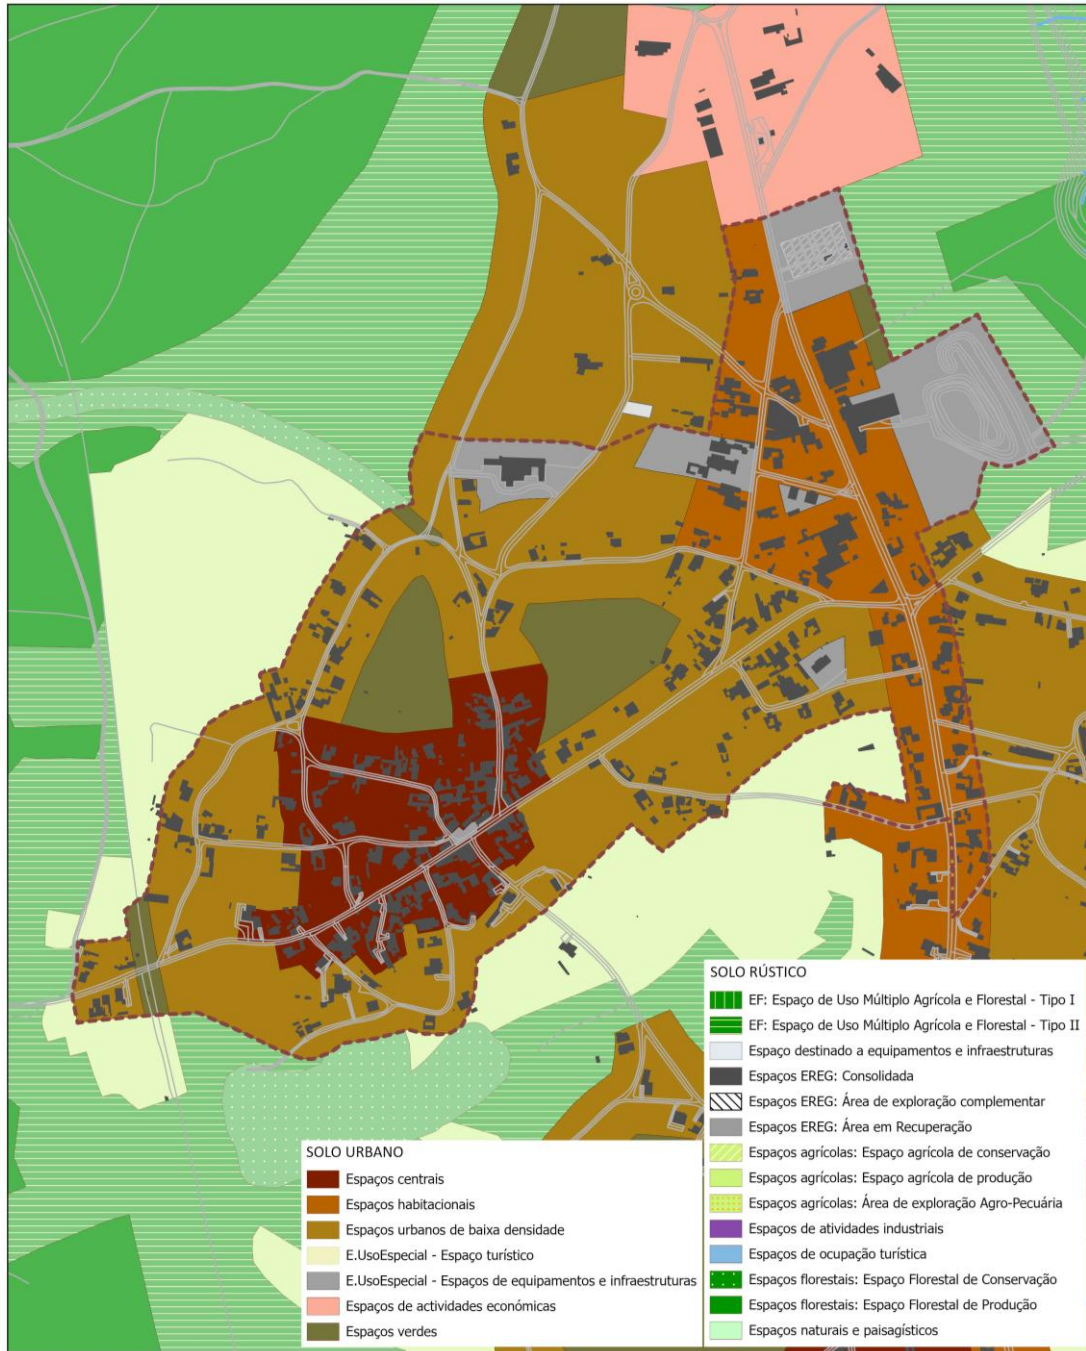 SOLO RÚSTICO
EF: Espaço de Uso Múltiplo Agrícola e Florestal - Tipo I
EF: Espaço de Uso Múltiplo Agrícola e Florestal - Tipo II
Espaço destinado a equipamentos e infraestruturas
Espaços EREG: Consolidada
Espaços EREG: Área de exploração complementar
Espaços EREG: Área em Recuperação
Espaços agrícolas: Espaço agrícola de conservação
Espaços agrícolas: Espaço agrícola de produção
Espaços agrícolas: Área de exploração Agro-Pecuária
Espaços de atividades industriais
Espaços de ocupação turística
Espaços florestais: Espaço Florestal de Conservação
Espaços florestais: Espaço Florestal de Produção
Espaços naturais e paisagísticos
SOLO URBANO
Espaços centrais
Espaços habitacionais
Espaços urbanos de baixa densidade
E.UsoEspecial - Espaço turístico
E.UsoEspecial - Espaços de equipamentos e infraestruturas
Espaços de actividades económicas
Espaços verdes